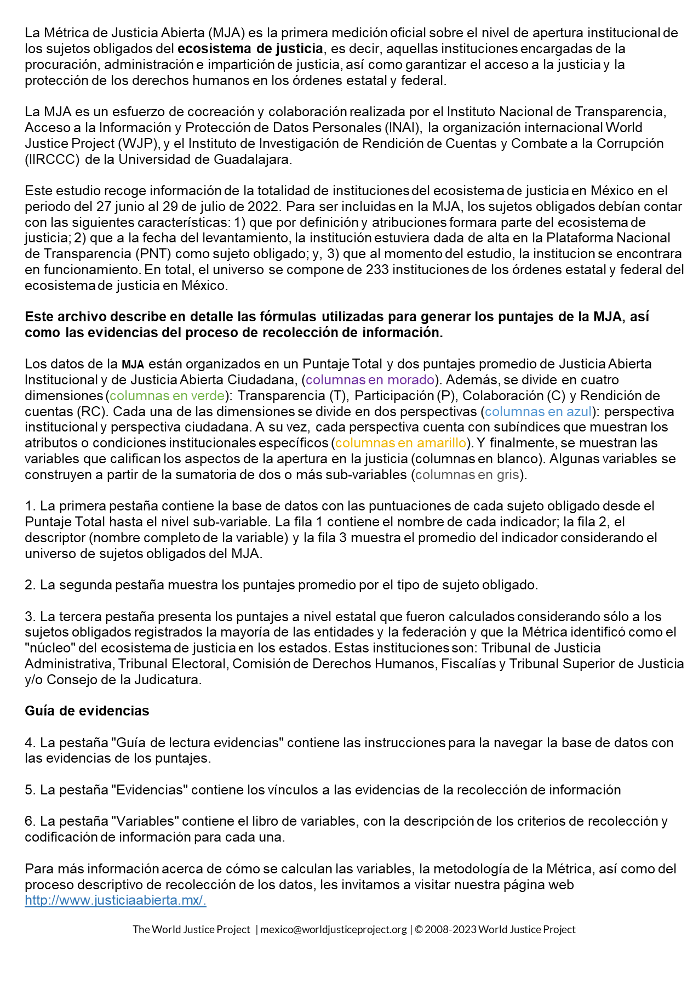 La Métrica de Justicia Abierta (MJA) es la primera medición oficial sobre el nivel de apertura institucional de
los sujetos obligados del ecosistema de justicia, es decir, aquellas instituciones encargadas de la
procuración, administración e impartición de justicia, así como garantizar el acceso a la justicia y la
protección de los derechos humanos en los órdenes estatal y federal.
La MJA es un esfuerzo de cocreación y colaboración realizada por el Instituto Nacional de Transparencia,
Acceso a la Información y Protección de Datos Personales (INAI), la organización internacional World
Justice Project (WJP), y el Instituto de Investigación de Rendición de Cuentas y Combate a la Corrupción
(IIRCCC) de la Universidad de Guadalajara.
Este estudio recoge información de la totalidad de instituciones del ecosistema de justicia en México en el
periodo del 27 junio al 29 de julio de 2022. Para ser incluidas en la MJA, los sujetos obligados debían contar
con las siguientes características: 1) que por definición y atribuciones formara parte del ecosistema de
justicia; 2) que a la fecha del levantamiento, la institución estuviera dada de alta en la Plataforma Nacional
de Transparencia (PNT) como sujeto obligado; y, 3) que al momento del estudio, la institucion se encontrara
en funcionamiento. En total, el universo se compone de 233 instituciones de los órdenes estatal y federal del
ecosistema de justicia en México.
Este archivo describe en detalle las fórmulas utilizadas para generar los puntajes de la MJA, así
como las evidencias del proceso de recolección de información.
Los datos de la MJA están organizados en un Puntaje Total y dos puntajes promedio de Justicia Abierta
Institucional y de Justicia Abierta Ciudadana, (columnas en morado). Además, se divide en cuatro
dimensiones (columnas en verde): Transparencia (T), Participación (P), Colaboración (C) y Rendición de
cuentas (RC). Cada una de las dimensiones se divide en dos perspectivas (columnas en azul): perspectiva
institucional y perspectiva ciudadana. A su vez, cada perspectiva cuenta con subíndices que muestran los
atributos o condiciones institucionales específicos (columnas en amarillo). Y finalmente, se muestran las
variables que califican los aspectos de la apertura en la justicia (columnas en blanco). Algunas variables se
construyen a partir de la sumatoria de dos o más sub-variables (columnas en gris).
1. La primera pestaña contiene la base de datos con las puntuaciones de cada sujeto obligado desde el
Puntaje Total hasta el nivel sub-variable. La fila 1 contiene el nombre de cada indicador; la fila 2, el
descriptor (nombre completo de la variable) y la fila 3 muestra el promedio del indicador considerando el
universo de sujetos obligados del MJA.
2. La segunda pestaña muestra los puntajes promedio por el tipo de sujeto obligado.
3. La tercera pestaña presenta los puntajes a nivel estatal que fueron calculados considerando sólo a los
sujetos obligados registrados la mayoría de las entidades y la federación y que la Métrica identificó como el
"núcleo" del ecosistema de justicia en los estados. Estas instituciones son: Tribunal de Justicia
Administrativa, Tribunal Electoral, Comisión de Derechos Humanos, Fiscalías y Tribunal Superior de Justicia
y/o Consejo de la Judicatura.
Guía de evidencias
4. La pestaña "Guía de lectura evidencias" contiene las instrucciones para la navegar la base de datos con
las evidencias de los puntajes.
5. La pestaña "Evidencias" contiene los vínculos a las evidencias de la recolección de información
6. La pestaña "Variables" contiene el libro de variables, con la descripción de los criterios de recolección y
codificación de información para cada una.
Para más información acerca de cómo se calculan las variables, la metodología de la Métrica, así como del
proceso descriptivo de recolección de los datos, les invitamos a visitar nuestra página web
http://www.justiciaabierta.mx/.
The World Justice Project | mexico@worldjusticeproject.org | © 2008-2023 World Justice Project